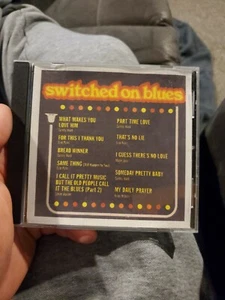 switched on blues
WHAT MAKES YOU
LOVE HIM
FOR THIS I THANK YOU
BREAD WINNER
SAME THING
I CALL IT PRETTY MUSIC
BUT THE OLD PEOPLE CALL
IT THE BLUES (Part 2)
PART TIME LOVE
THAT'S NO LIE
I GUESS THERE'S NO LOVE
SOMEDAY PRETTY BABY
MY DAILY PRAYER